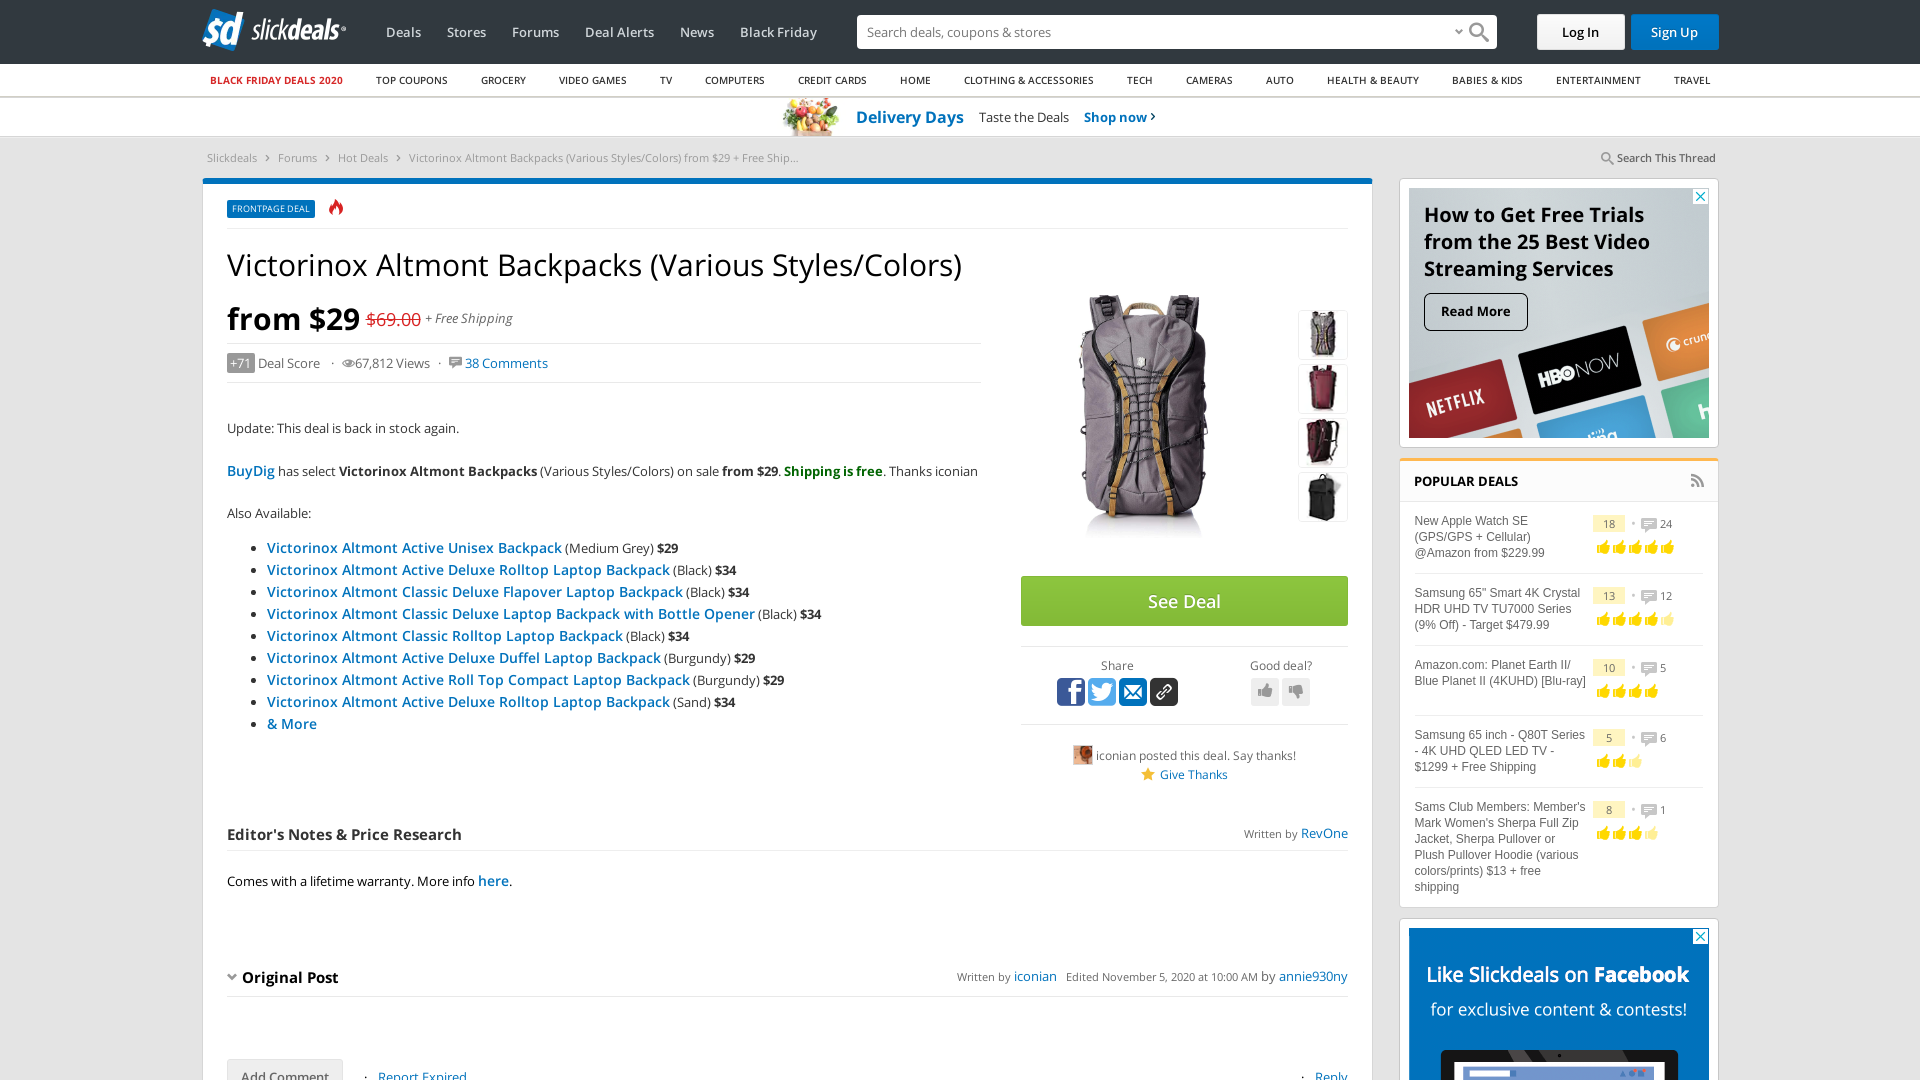 sd slickdeals
Deals Stores Forums Deal Alerts News Black Friday
Search deals, coupons & stores
Log In Sign Up
BLACK FRIDAY DEALS 2020 TOP COUPONS GROCERY VIDEO GAMES TV COMPUTERS CREDIT CARDS HOME CLOTHING & ACCESSORIES TECH CAMERAS AUTO HEALTH & BEAUTY BABIES & KIDS ENTERTAINMENT TRAVEL
Delivery Days Taste the Deals Shop now
Slickdeals Forums Hot Deals Victorinox Altmont Backpacks (Various Styles/Colors) from $29 + Free Ship...
Search This Thread
FRONTPAGE DEAL
Victorinox Altmont Backpacks (Various Styles/Colors)
from $29 $69.00 + Free Shipping
+71 Deal Score · 67,812 Views · 38 Comments
Update: This deal is back in stock again.
BuyDig has select Victorinox Altmont Backpacks (Various Styles/Colors) on sale from $29. Shipping is free. Thanks iconian
Also Available:
• Victorinox Altmont Active Unisex Backpack (Medium Grey) $29
• Victorinox Altmont Active Deluxe Rolltop Laptop Backpack (Black) $34
• Victorinox Altmont Classic Deluxe Flapover Laptop Backpack (Black) $34
• Victorinox Altmont Classic Deluxe Laptop Backpack with Bottle Opener (Black) $34
• Victorinox Altmont Classic Rolltop Laptop Backpack (Black) $34
• Victorinox Altmont Active Deluxe Duffel Laptop Backpack (Burgundy) $29
• Victorinox Altmont Active Roll Top Compact Laptop Backpack (Burgundy) $29
• Victorinox Altmont Active Deluxe Rolltop Laptop Backpack (Sand) $34
• & More
See Deal
Share Good deal?
iconian posted this deal. Say thanks!
Give Thanks
Editor's Notes & Price Research
Written by RevOne
Comes with a lifetime warranty. More info here.
Original Post
Written by iconian Edited November 5, 2020 at 10:00 AM by annie930ny
Add Comment · Report Expired
· Reply
How to Get Free Trials
from the 25 Best Video
Streaming Services
Read More
NETFLIX
HBO NOW
crunc
POPULAR DEALS
New Apple Watch SE
(GPS/GPS + Cellular)
@Amazon from $229.99
18 • 24
Samsung 65" Smart 4K Crystal
HDR UHD TV TU7000 Series
(9% Off) - Target $479.99
13 • 12
Amazon.com: Planet Earth II/
Blue Planet II (4KUHD) [Blu-ray]
10 • 5
Samsung 65 inch - Q80T Series
- 4K UHD QLED LED TV -
$1299 + Free Shipping
5 • 6
Sams Club Members: Member's
Mark Women's Sherpa Full Zip
Jacket, Sherpa Pullover or
Plush Pullover Hoodie (various
colors/prints) $13 + free
shipping
8 • 1
Like Slickdeals on Facebook
for exclusive content & contests!